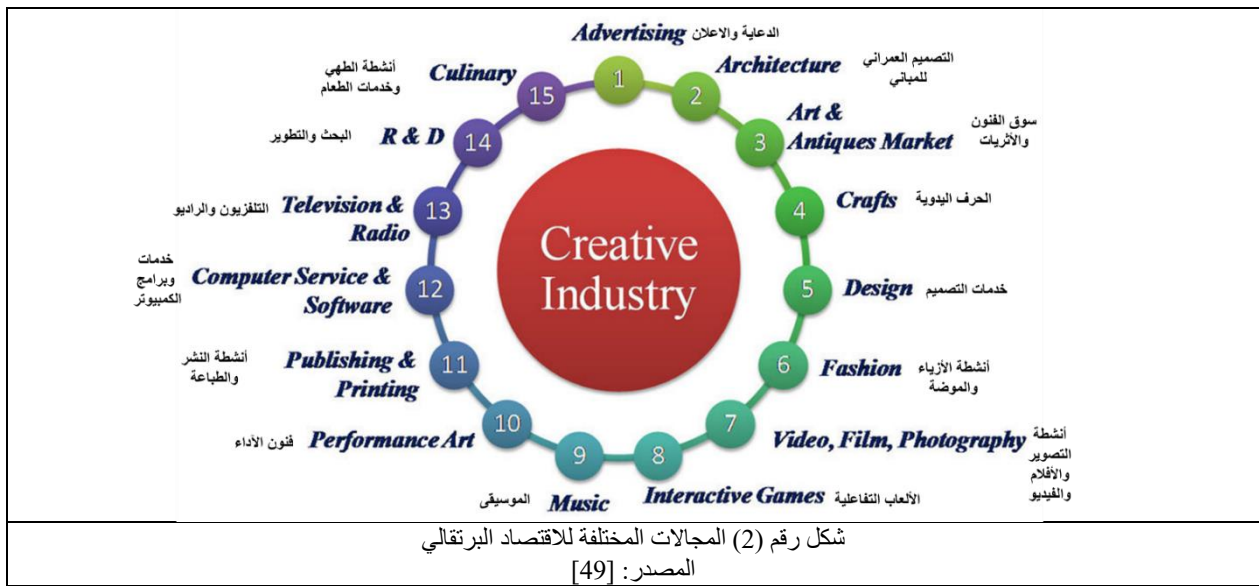 1
Advertising الدعاية والاعلان
2
Architecture
التصميم العمراني
للمباني
3
Art &
Antiques Market
سوق الفنون
والأثريات
4
Crafts الحرف اليدوية
5
Design خدمات التصميم
6
Fashion
أنشطة الأزياء
والموضة
7
Video, Film, Photography
أنشطة
التصوير
والأفلام
والفيديو
8
Interactive Games الألعاب التفاعلية
9
Music الموسيقى
10
Performance Art فنون الآداء
11
Publishing &
Printing
أنشطة النشر
والطباعة
12
Computer Service &
Software
خدمات
وبرامج
الكمبيوتر
13
Television &
Radio
التلفزيون والراديو
14
R & D البحث والتطوير
15
Culinary
أنشطة الطهي
وخدمات الطعام
Creative
Industry
شكل رقم (2) المجالات المختلفة للاقتصاد البرتقالي
المصدر: [49]